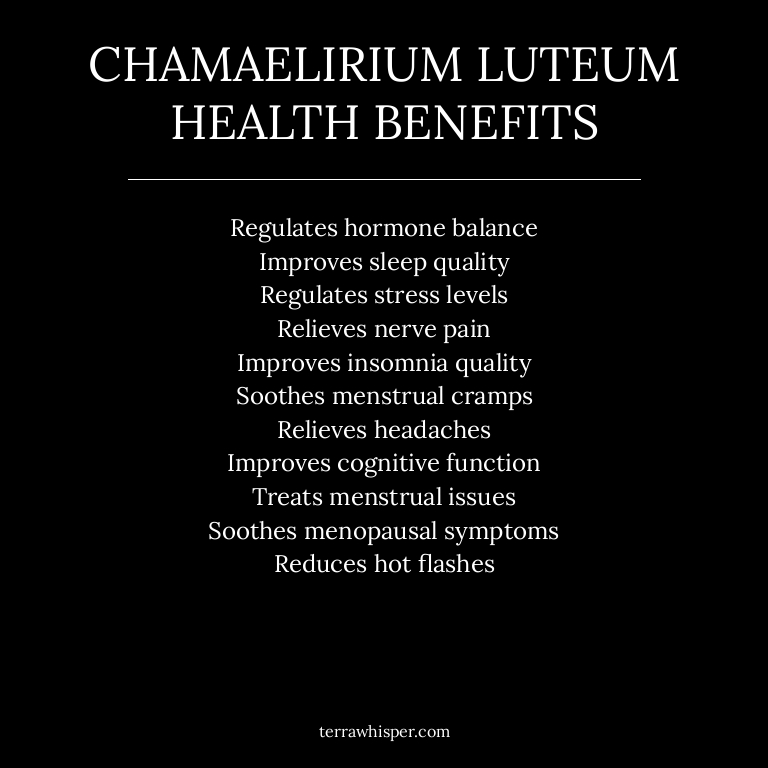 CHAMAELIRIUM LUTEUM
HEALTH BENEFITS
Regulates hormone balance
Improves sleep quality
Regulates stress levels
Relieves nerve pain
Improves insomnia quality
Soothes menstrual cramps
Relieves headaches
Improves cognitive function
Treats menstrual issues
Soothes menopausal symptoms
Reduces hot flashes
terrawhisper.com